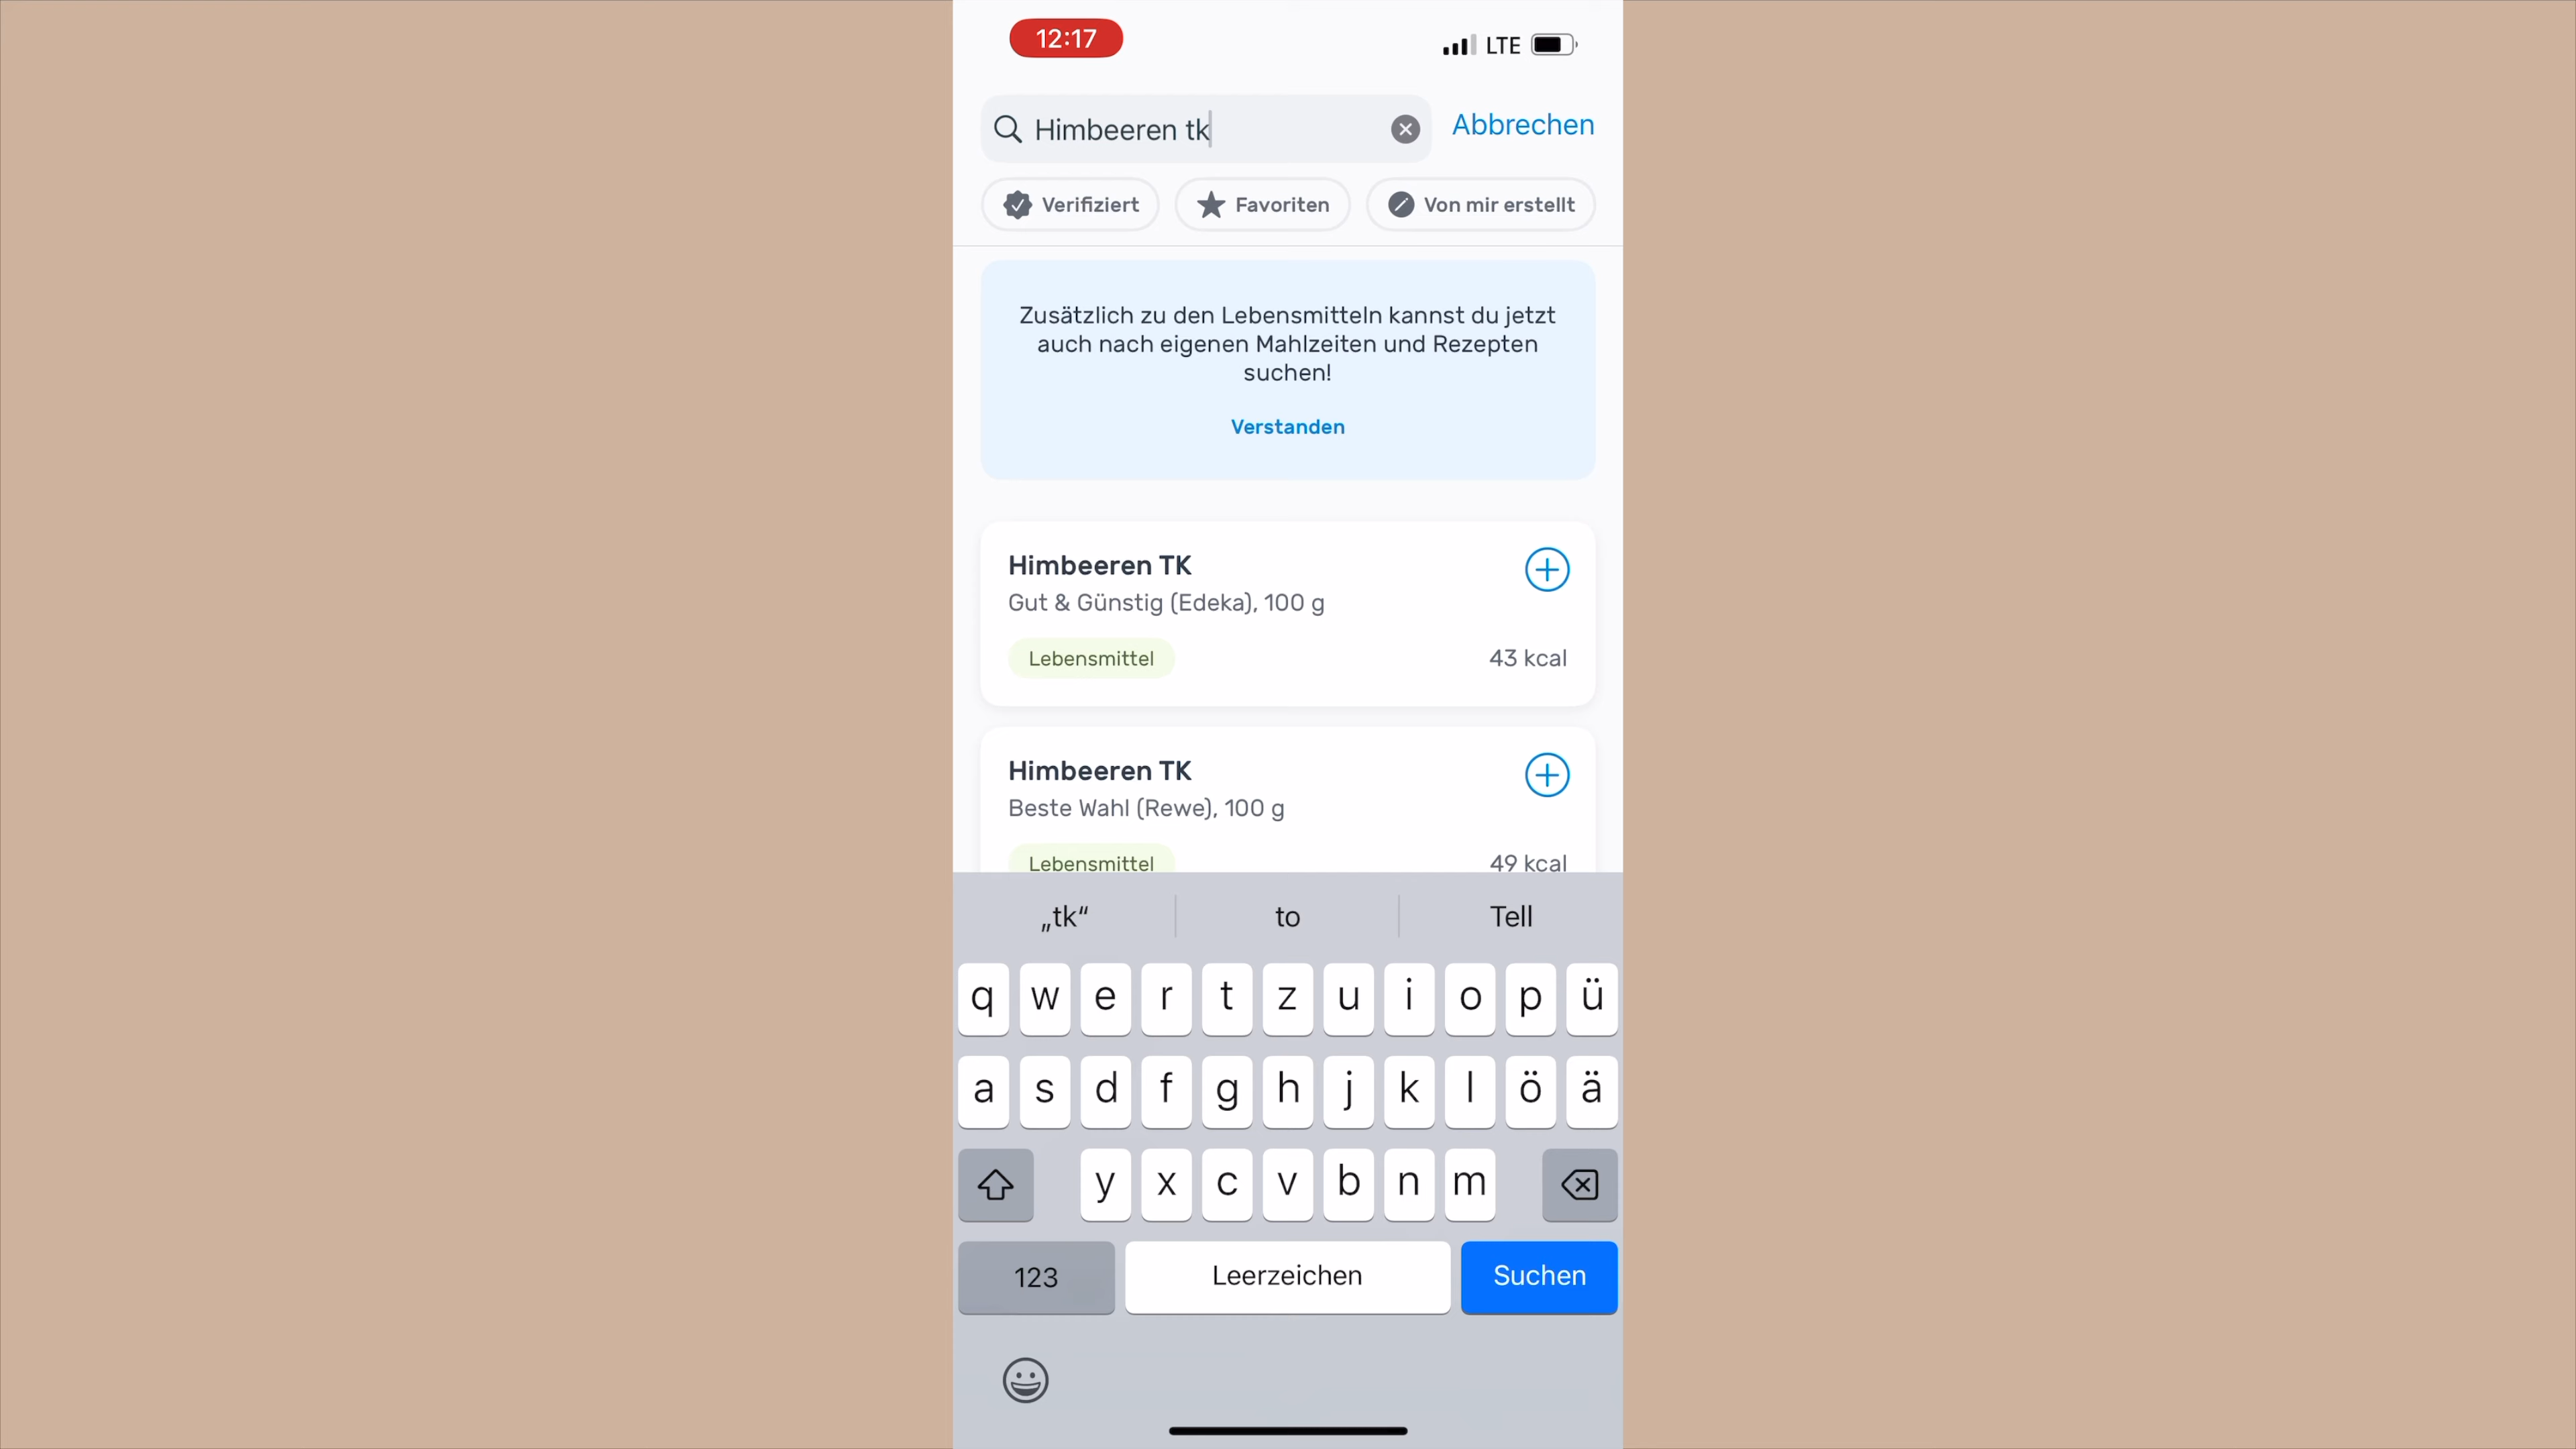 12:17
LTE
Himbeeren tk
Abbrechen
Verifiziert
Favoriten
Von mir erstellt
Zusätzlich zu den Lebensmitteln kannst du jetzt
auch nach eigenen Mahlzeiten und Rezepten
suchen!
Verstanden
Himbeeren TK
Gut & Günstig (Edeka), 100 g
Lebensmittel
43 kcal
Himbeeren TK
Beste Wahl (Rewe), 100 g
Lebensmittel
49 kcal
„tk“ to Tell
q w e r t z u i o p ü
a s d f g h j k l ö ä
y x c v b n m
123 Leerzeichen Suchen